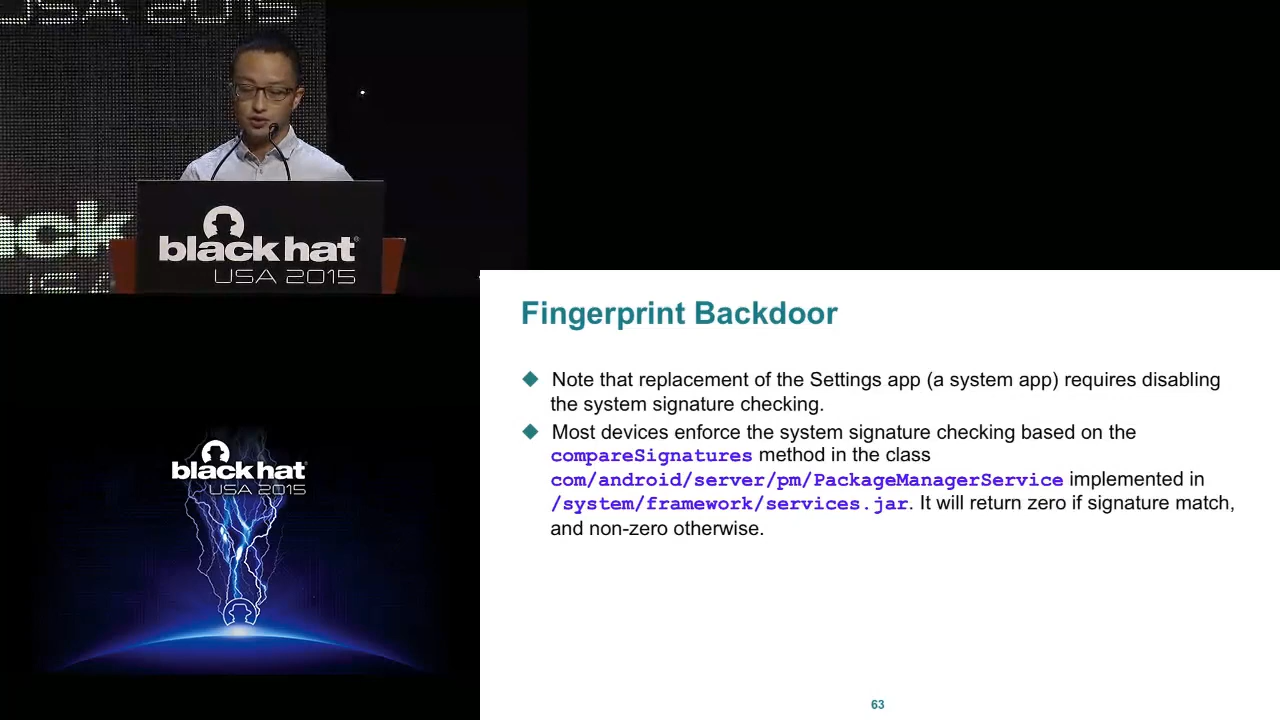 USA 2015
ack
black hat
USA 2015
Fingerprint Backdoor
Note that replacement of the Settings app (a system app) requires disabling
the system signature checking.
Most devices enforce the system signature checking based on the
compareSignatures method in the class
com/android/server/pm/PackageManagerService implemented in
/system/framework/services.jar. It will return zero if signature match,
and non-zero otherwise.
black hat
USA 2015
63